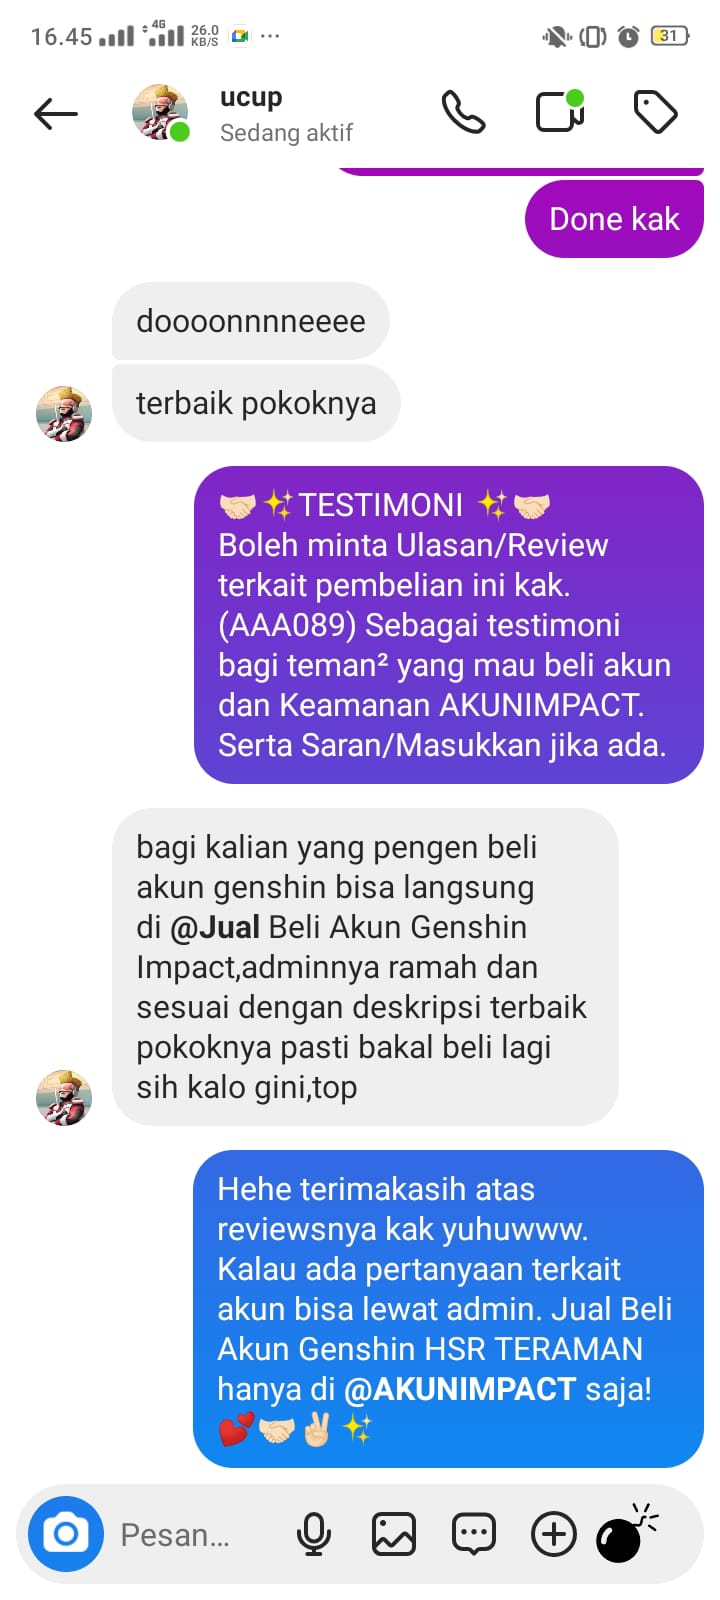 16.45 4G 26.0 KB/S ... 31
ucup
Sedang aktif
Done kak
doooonnnneeee
terbaik pokoknya
🤝🏻✨TESTIMONI ✨🤝🏻
Boleh minta Ulasan/Review
terkait pembelian ini kak.
(AAA089) Sebagai testimoni
bagi teman² yang mau beli akun
dan Keamanan AKUNIMPACT.
Serta Saran/Masukkan jika ada.
bagi kalian yang pengen beli
akun genshin bisa langsung
di @Jual Beli Akun Genshin
Impact,adminnya ramah dan
sesuai dengan deskripsi terbaik
pokoknya pasti bakal beli lagi
sih kalo gini,top
Hehe terimakasih atas
reviewsnya kak yuhuwww.
Kalau ada pertanyaan terkait
akun bisa lewat admin. Jual Beli
Akun Genshin HSR TERAMAN
hanya di @AKUNIMPACT saja!
💕🤝🏻✌🏻✨
Pesan...